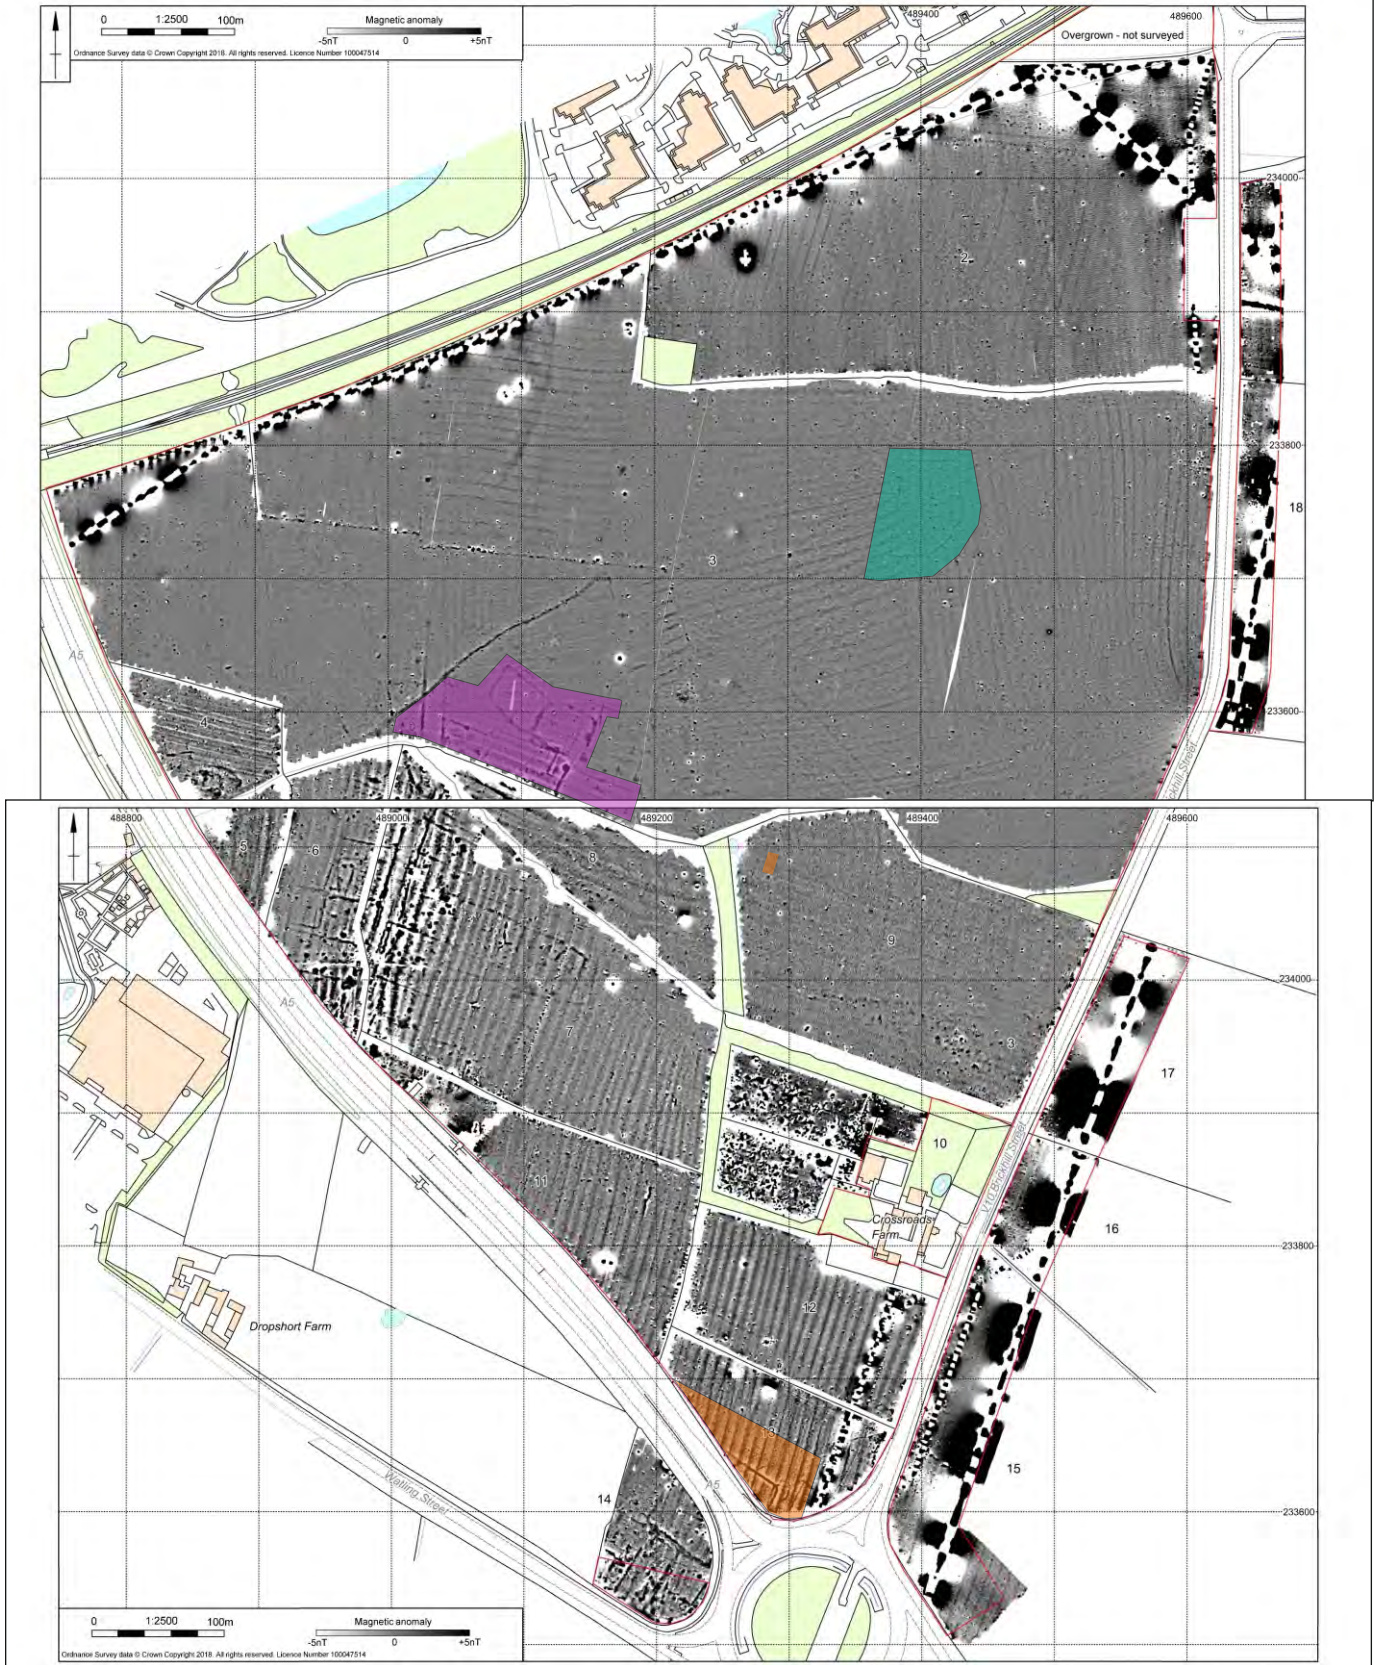 0 1:2500 100m
Magnetic anomaly
-5nT 0 +5nT
Ordnance Survey data © Crown Copyright 2018. All rights reserved. Licence Number 100047514
489400
489600
Overgrown - not surveyed
234000
2
233800
18
3
A5
4
233600
488800
489000
489200
489400
489600
5
6
8
9
234000
A5
7
3
17
10
V10 Brickhill Street
11
16
Crossroads
Farm
233800
12
Dropshort Farm
15
A5
14
Watling Street
233600
0 1:2500 100m
Magnetic anomaly
-5nT 0 +5nT
Ordnance Survey data © Crown Copyright 2018. All rights reserved. Licence Number 100047514